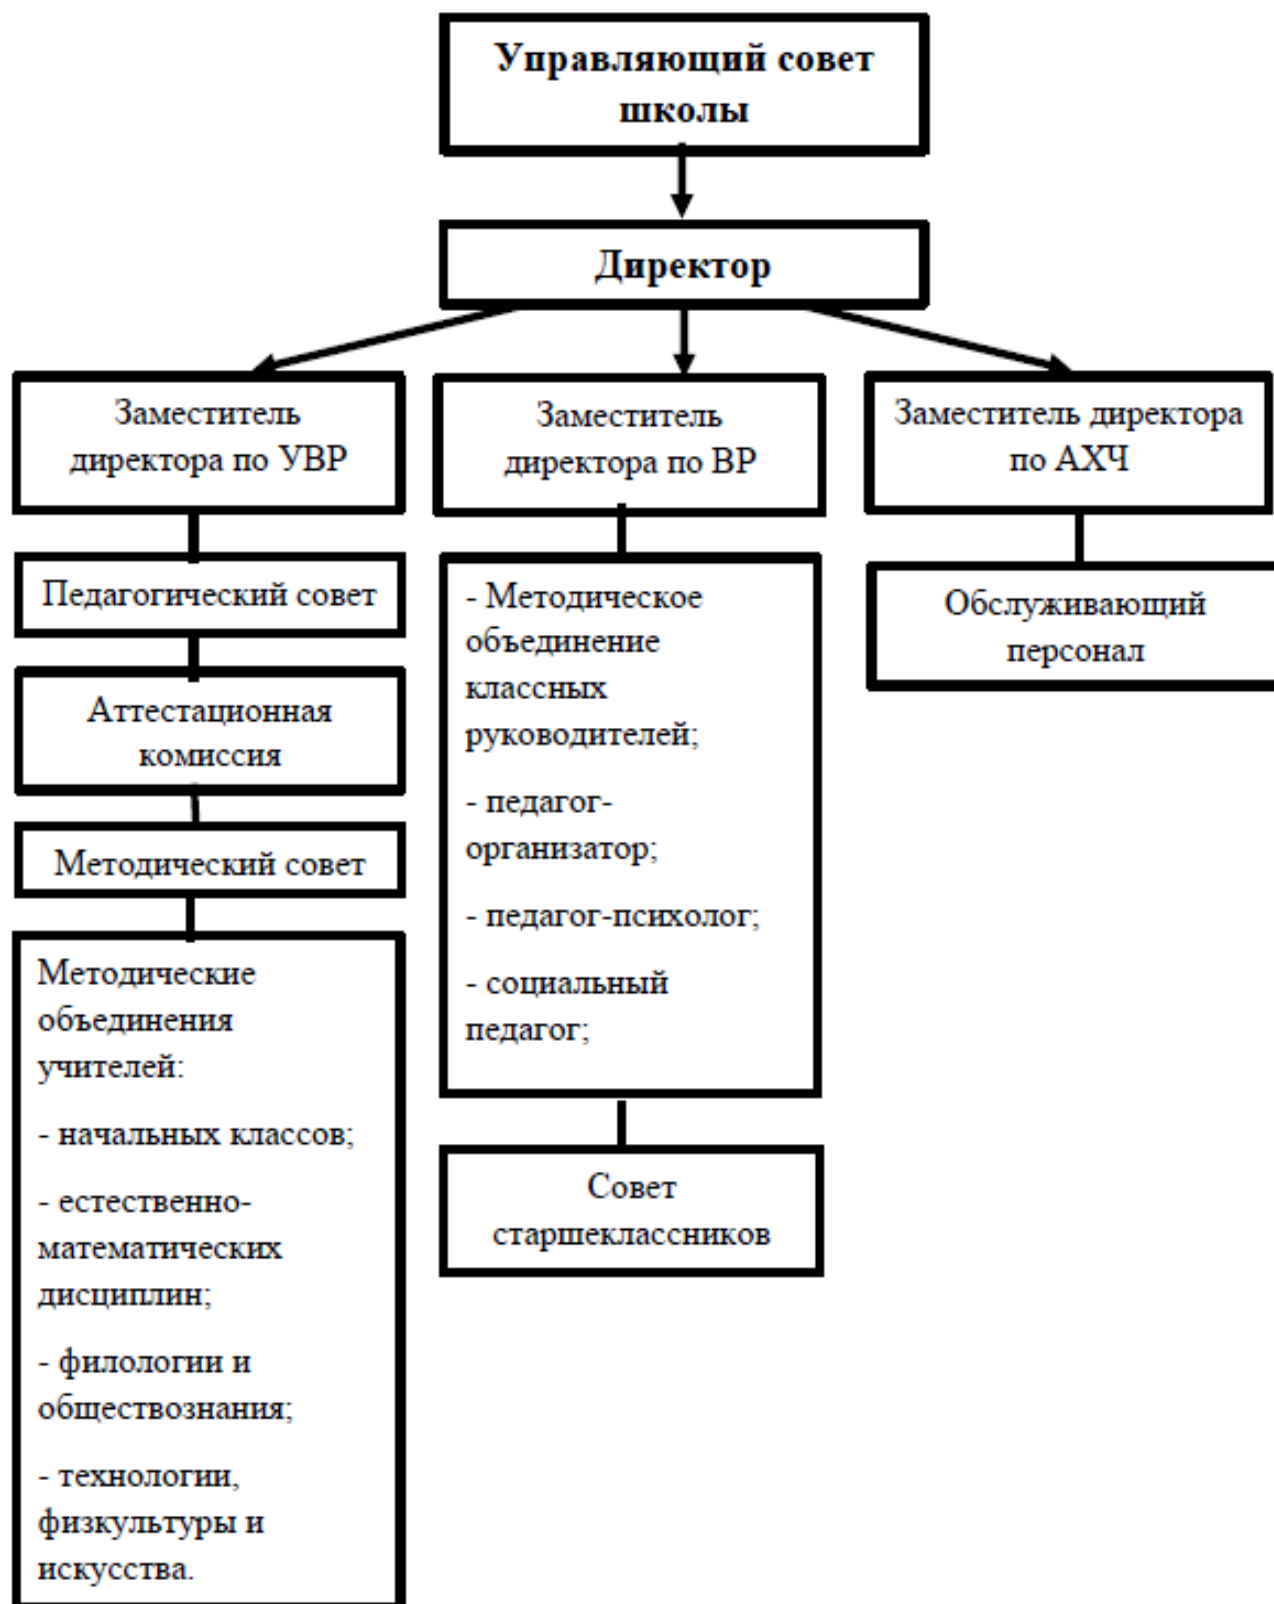 Управляющий совет
школы
Директор
Заместитель
директора по УВР
Заместитель
директора по ВР
Заместитель директора
по АХЧ
Педагогический совет
Аттестационная
комиссия
Методический совет
Методические
объединения
учителей:
- начальных классов;
- естественно-
математических
дисциплин;
- филологии и
обществознания;
- технологии,
физкультуры и
искусства.
- Методическое
объединение
классных
руководителей;
- педагог-
организатор;
- педагог-психолог;
- социальный
педагог;
Совет
старшеклассников
Обслуживающий
персонал